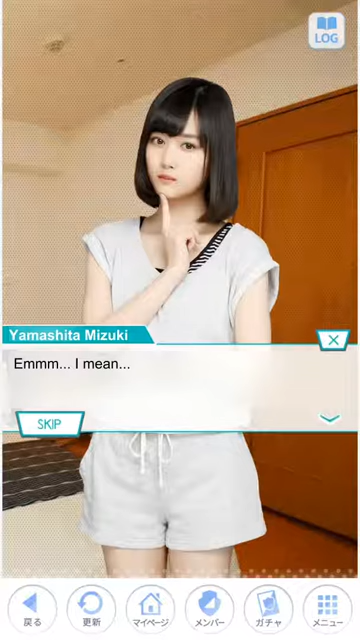 LOG
Yamashita Mizuki
Emmm... I mean...
SKIP
戻る
更新
マイページ
メンバー
ガチャ
メニュー